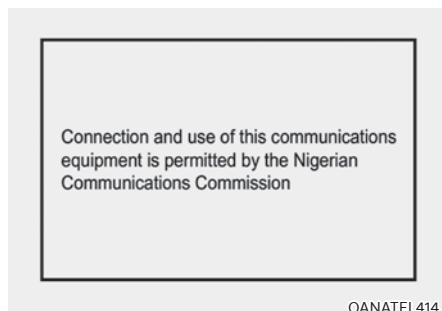 Connection and use of this communications
equipment is permitted by the Nigerian
Communications Commission
OANATEL414